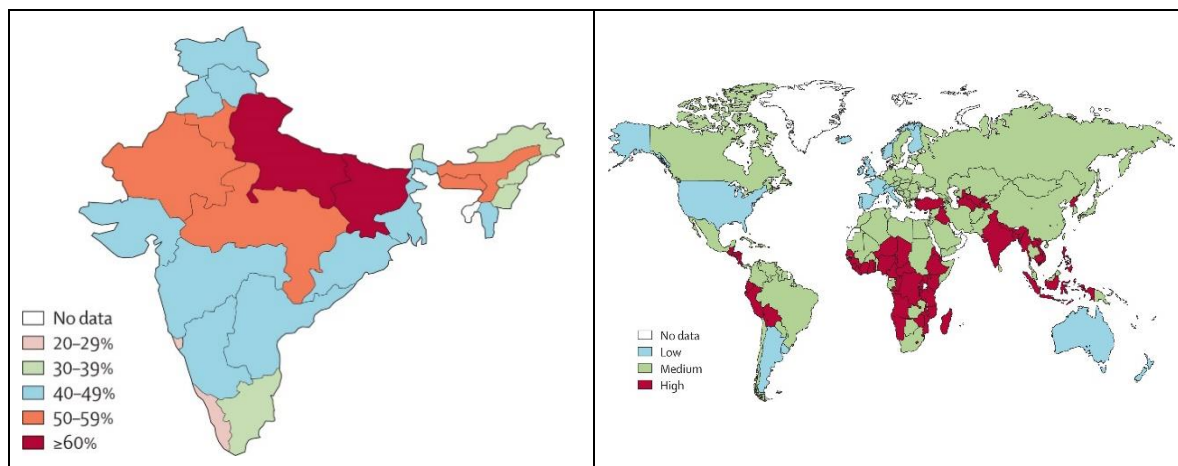 No data
20–29%
30–39%
40–49%
50–59%
≥60%
No data
Low
Medium
High